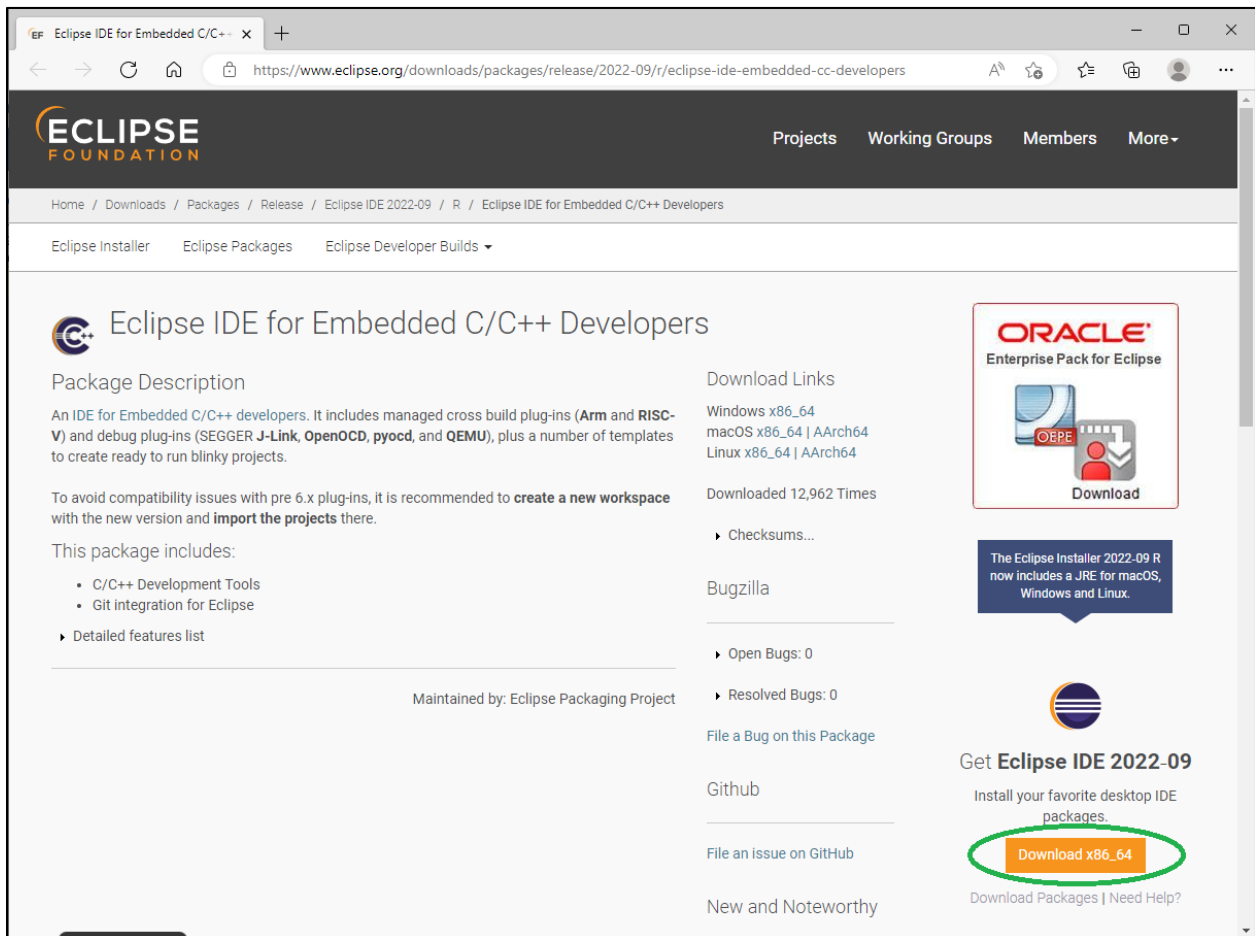 EF Eclipse IDE for Embedded C/C++
https://www.eclipse.org/downloads/packages/release/2022-09/r/eclipse-ide-embedded-cc-developers
ECLIPSE
FOUNDATION
Projects Working Groups Members More
Home / Downloads / Packages / Release / Eclipse IDE 2022-09 / R / Eclipse IDE for Embedded C/C++ Developers
Eclipse Installer Eclipse Packages Eclipse Developer Builds
C++ Eclipse IDE for Embedded C/C++ Developers
Package Description
An IDE for Embedded C/C++ developers. It includes managed cross build plug-ins (Arm and RISC-
V) and debug plug-ins (SEGGER J-Link, OpenOCD, pyocd, and QEMU), plus a number of templates
to create ready to run blinky projects.
To avoid compatibility issues with pre 6.x plug-ins, it is recommended to create a new workspace
with the new version and import the projects there.
This package includes:
• C/C++ Development Tools
• Git integration for Eclipse
Detailed features list
Maintained by: Eclipse Packaging Project
Download Links
Windows x86_64
macOS x86_64 | AArch64
Linux x86_64 | AArch64
Downloaded 12,962 Times
Checksums...
Bugzilla
Open Bugs: 0
Resolved Bugs: 0
File a Bug on this Package
Github
File an issue on GitHub
New and Noteworthy
ORACLE
Enterprise Pack for Eclipse
OEPE
Download
The Eclipse Installer 2022-09 R
now includes a JRE for macOS,
Windows and Linux.
Get Eclipse IDE 2022-09
Install your favorite desktop IDE
packages.
Download x86_64
Download Packages | Need Help?